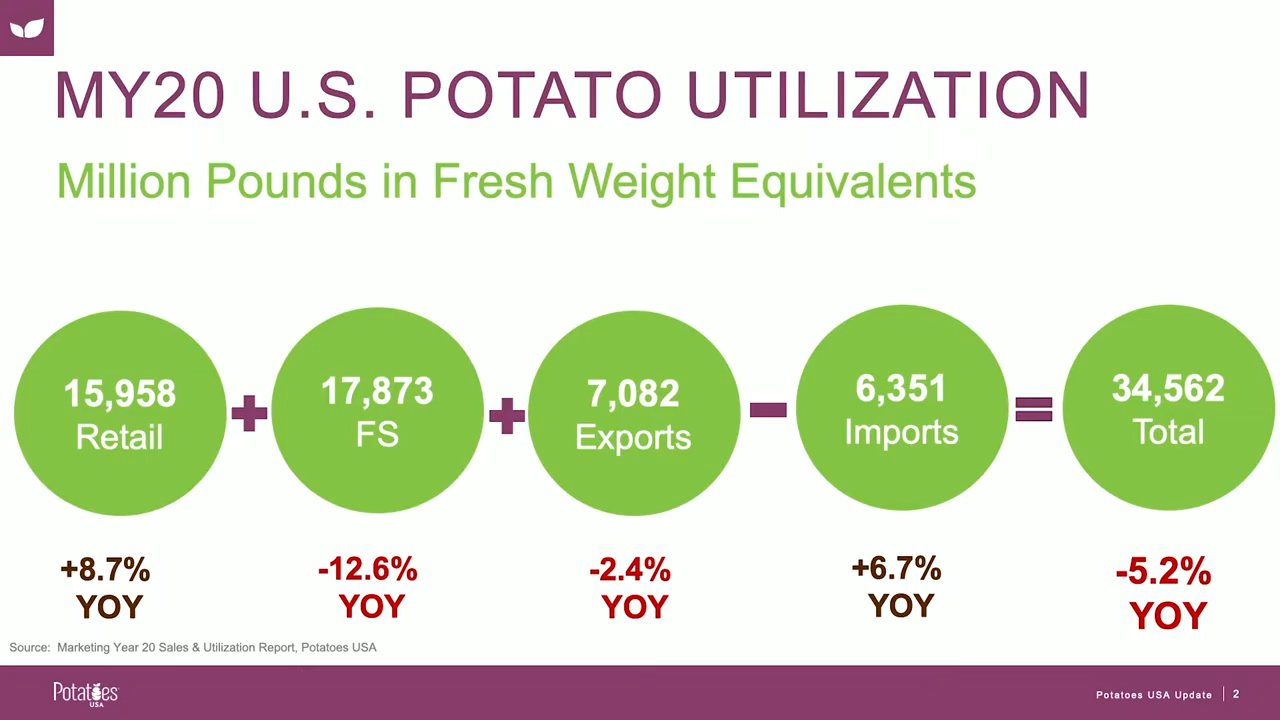 MY20 U.S. POTATO UTILIZATION
Million Pounds in Fresh Weight Equivalents
15,958
Retail
+
17,873
FS
+
7,082
Exports
-
6,351
Imports
=
34,562
Total
+8.7%
YOY
-12.6%
YOY
-2.4%
YOY
+6.7%
YOY
-5.2%
YOY
Source: Marketing Year 20 Sales & Utilization Report, Potatoes USA
Potatoes
USA
Potatoes USA Update | 2